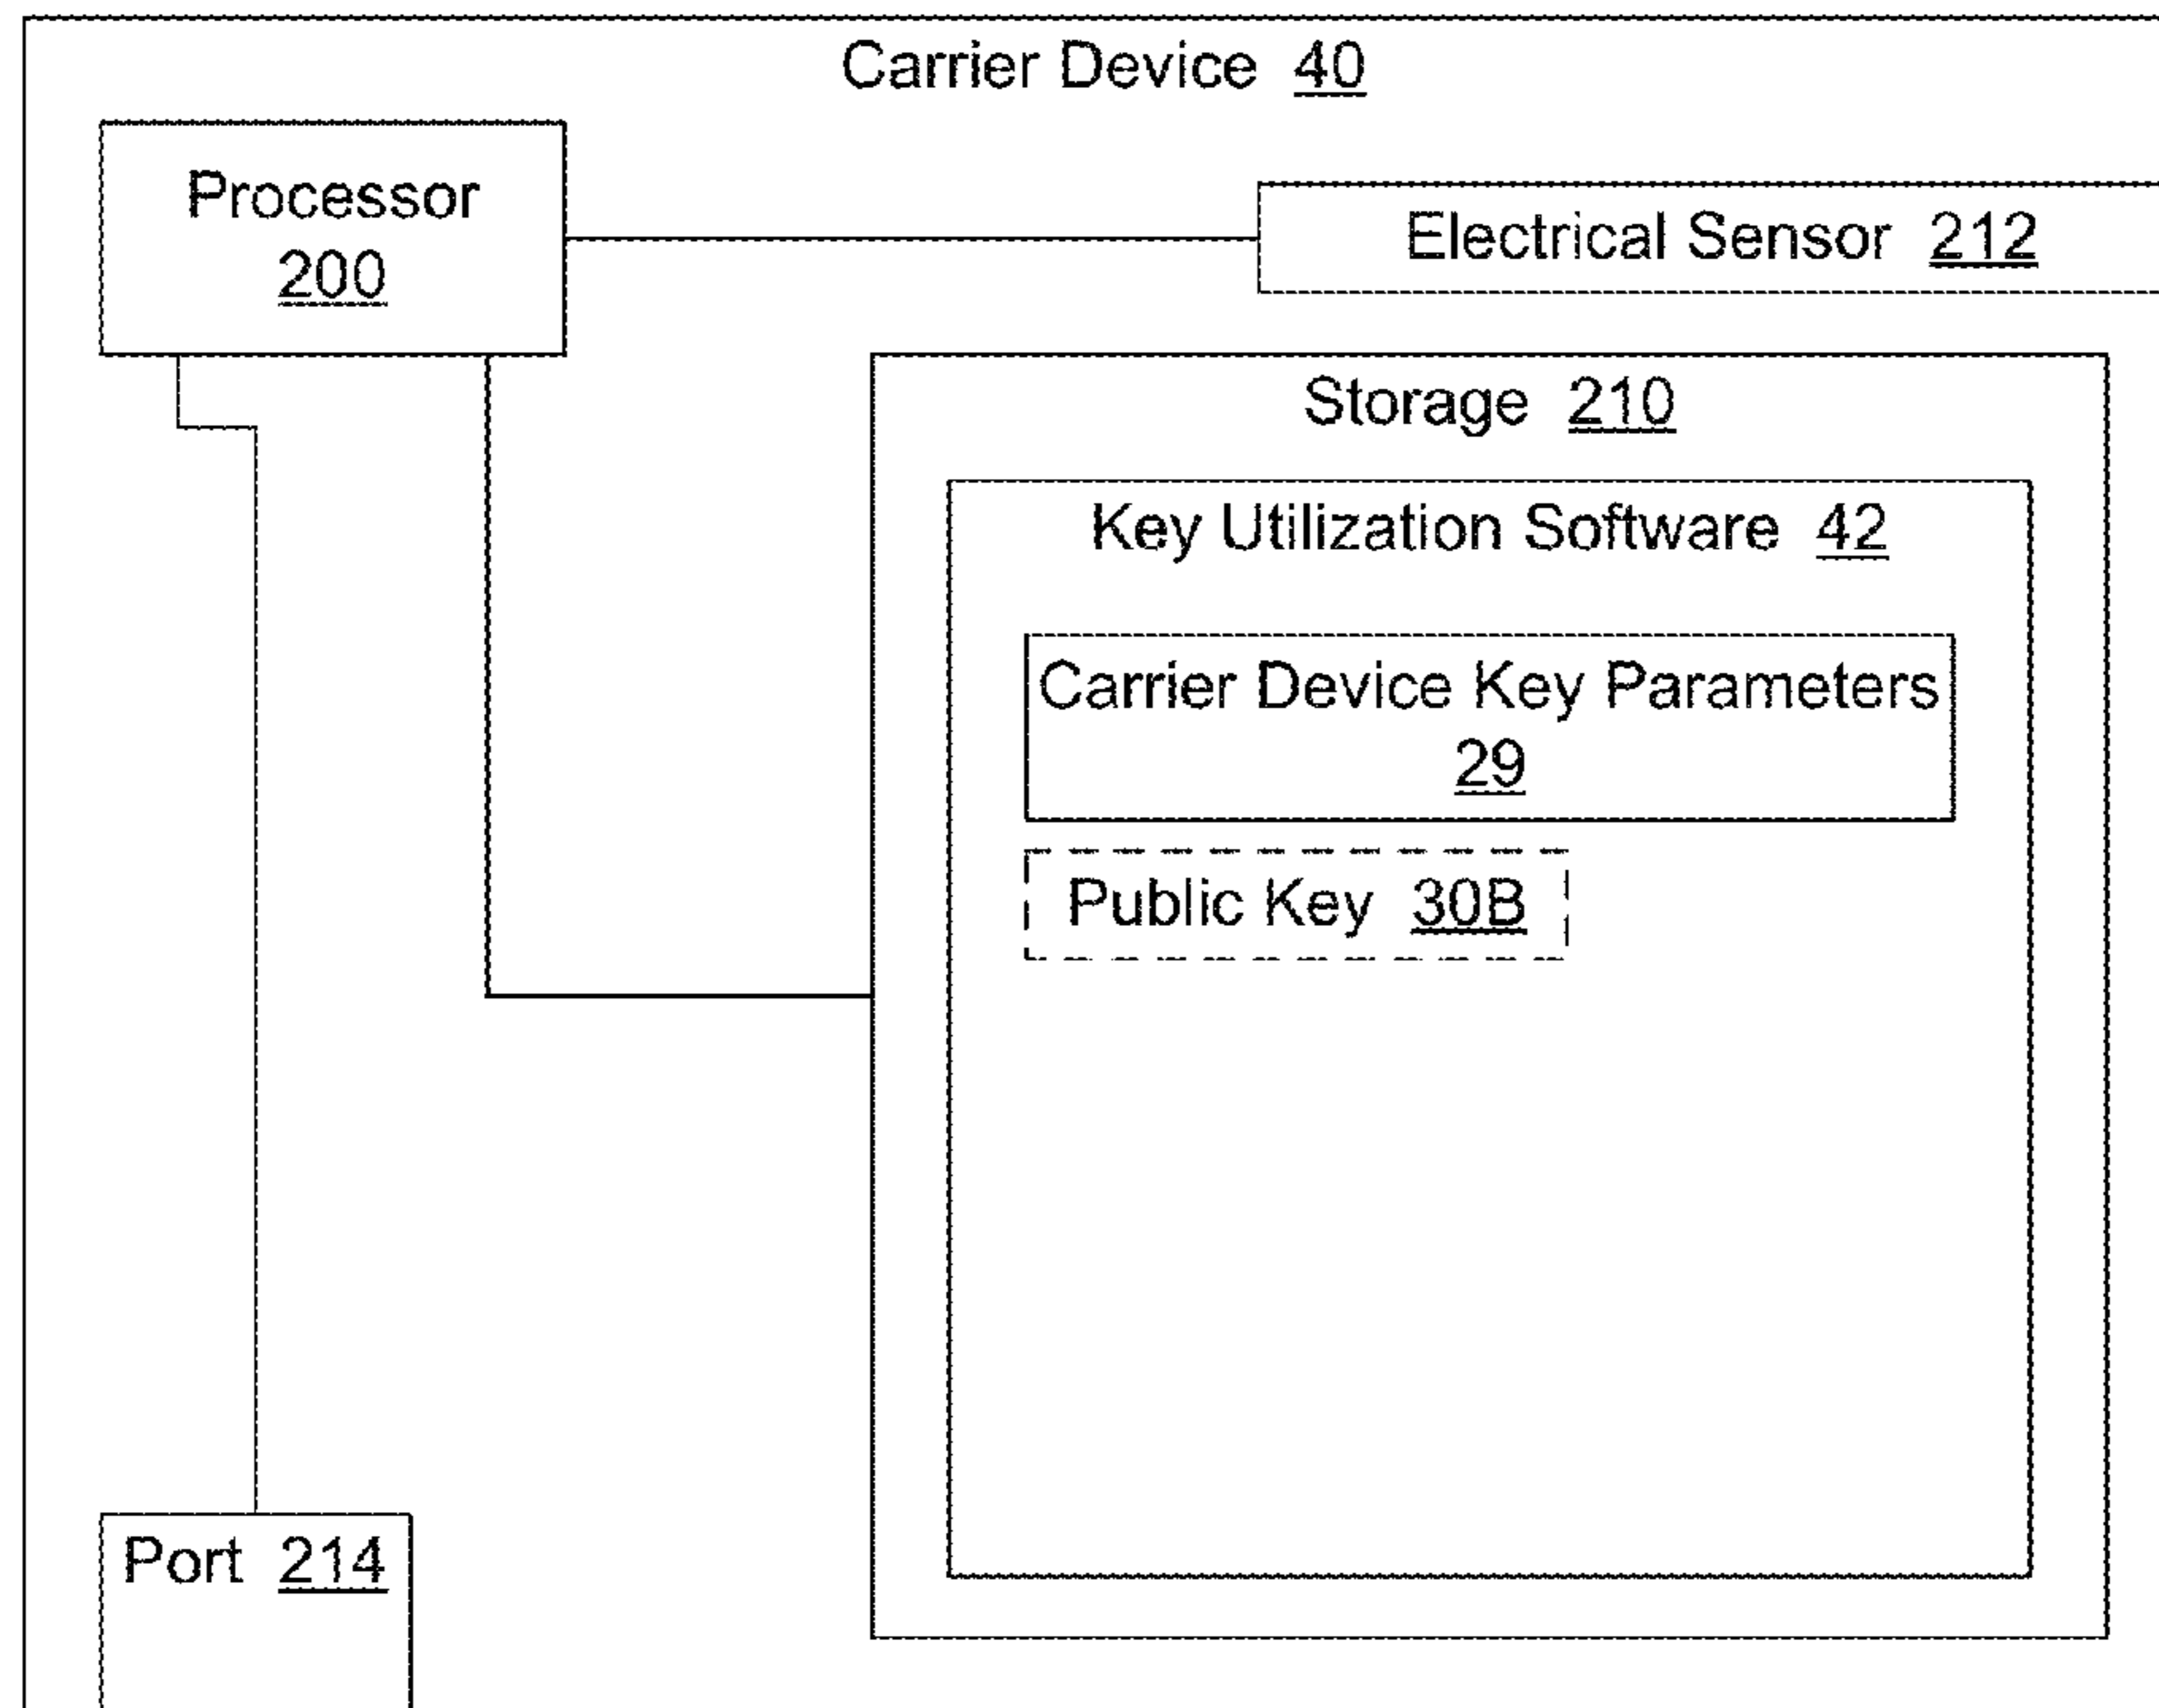 Carrier Device 40
Processor
200
Electrical Sensor 212
Storage 210
Key Utilization Software 42
Carrier Device Key Parameters
29
Public Key 30B
Port 214